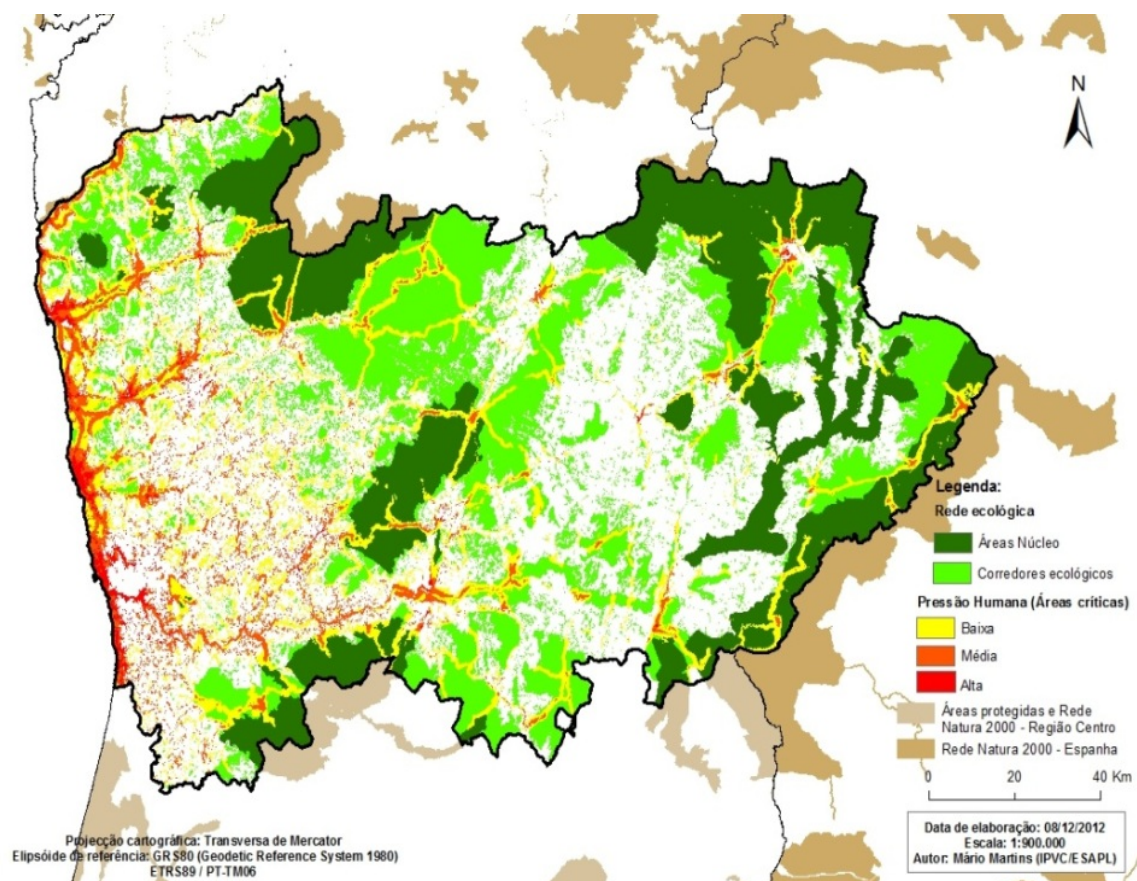 N
Legenda:
Rede ecológica
Áreas Núcleo
Corredores ecológicos
Pressão Humana (Áreas críticas)
Baixa
Média
Alta
Áreas protegidas e Rede
Natura 2000 - Região Centro
Rede Natura 2000 - Espanha
0 20 40 Km
Projecção cartográfica: Transversa de Mercator
Elipsóide de referência: GRS80 (Geodetic Reference System 1980)
ETRS89 / PT-TM06
Data de elaboração: 08/12/2012
Escala: 1:900.000
Autor: Mário Martins (IPVC/ESAPL)